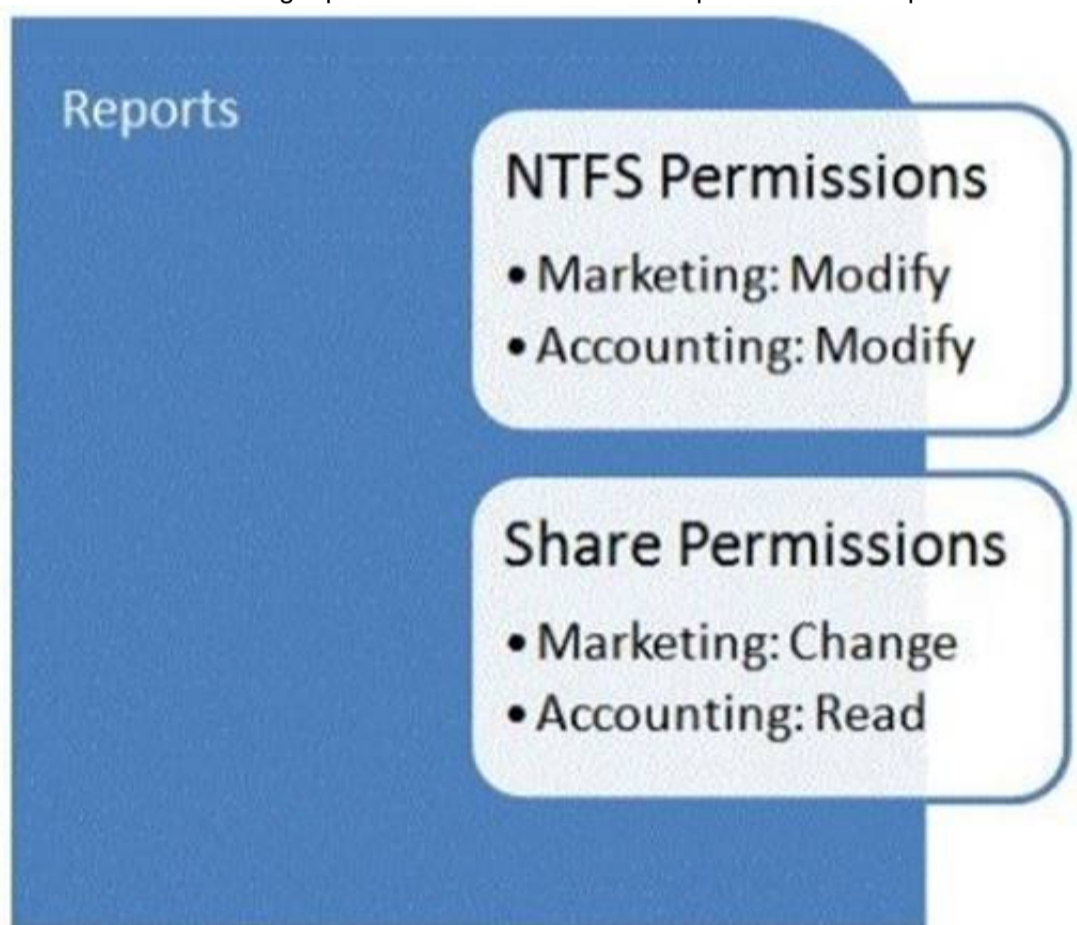 Reports
NTFS Permissions
• Marketing: Modify
• Accounting: Modify
Share Permissions
• Marketing: Change
• Accounting: Read